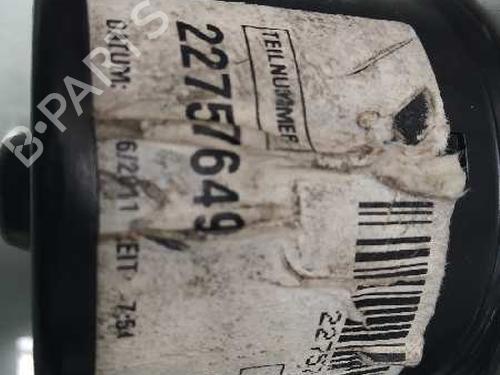 TEILNUMMER
22757649
DATUM: 6/2011 ZEIT 7:54
2275
B-PARTS